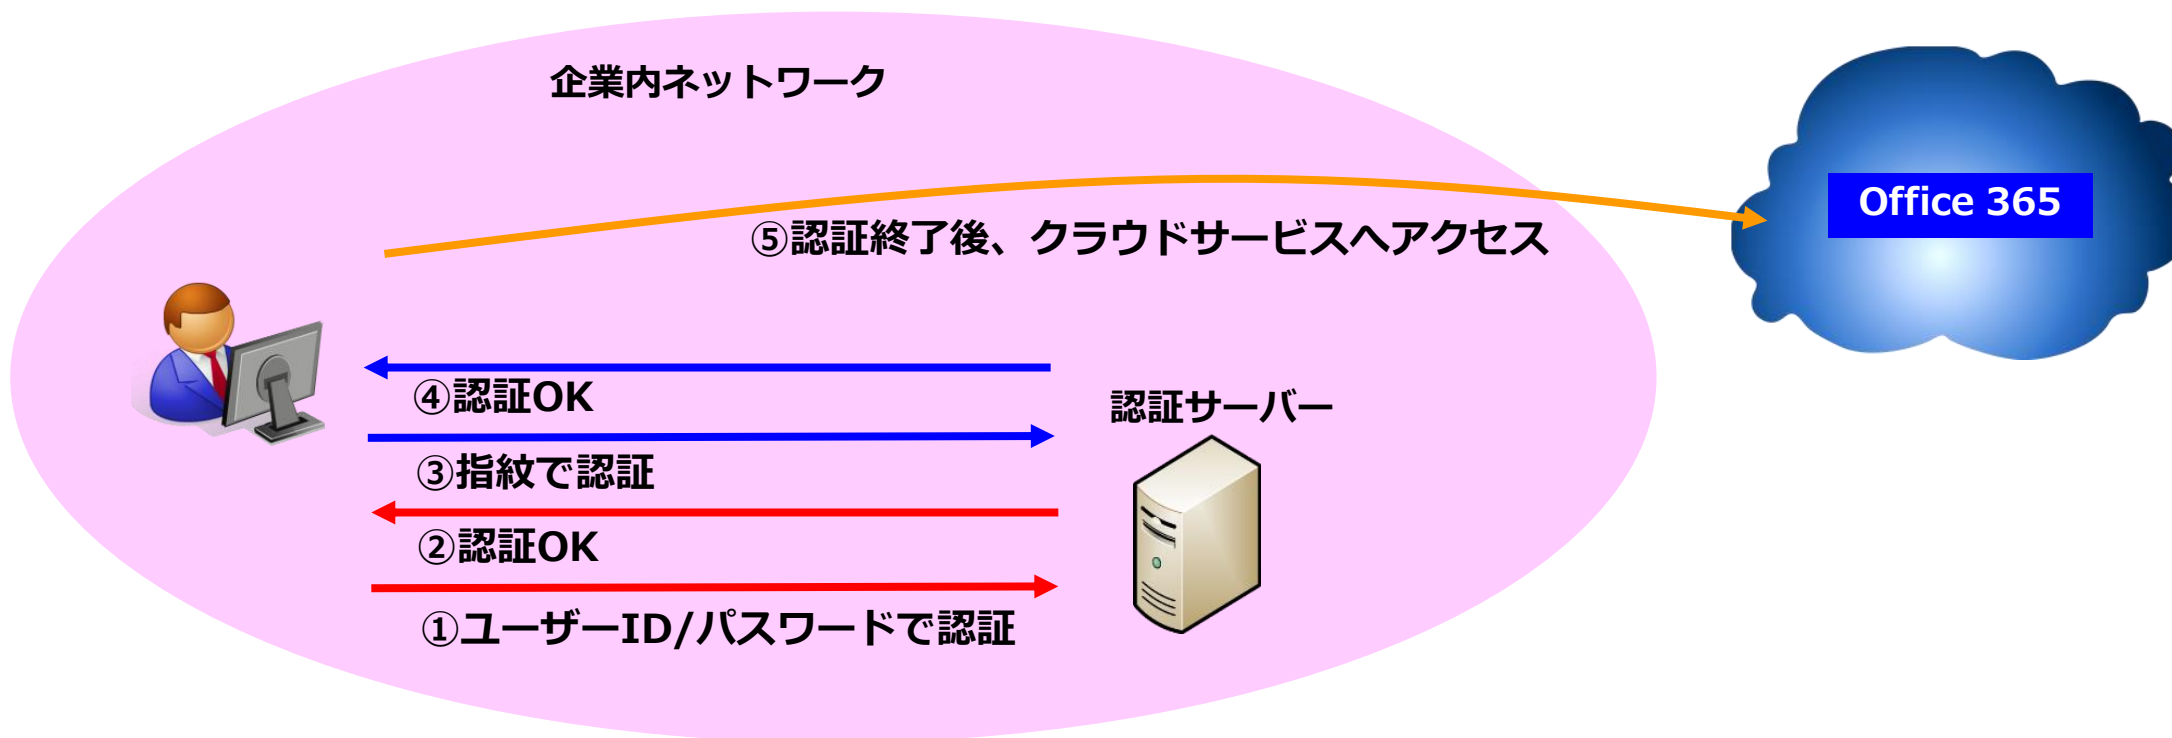 企業内ネットワーク
Office 365
⑤認証終了後、クラウドサービスへアクセス
④認証OK
認証サーバー
③指紋で認証
②認証OK
①ユーザーID/パスワードで認証